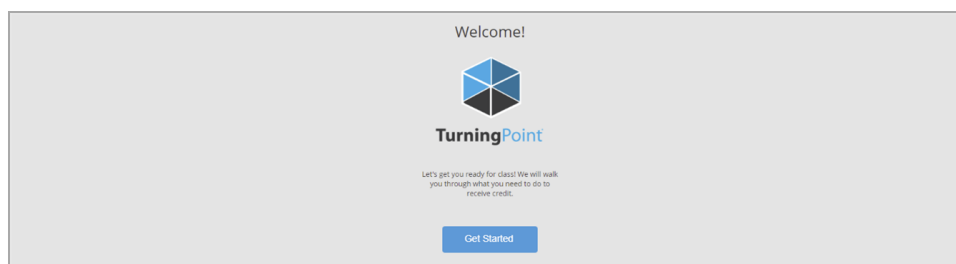 Welcome!
TurningPoint
Let's get you ready for class! We will walk
you through what you need to do to
receive credit.
Get Started